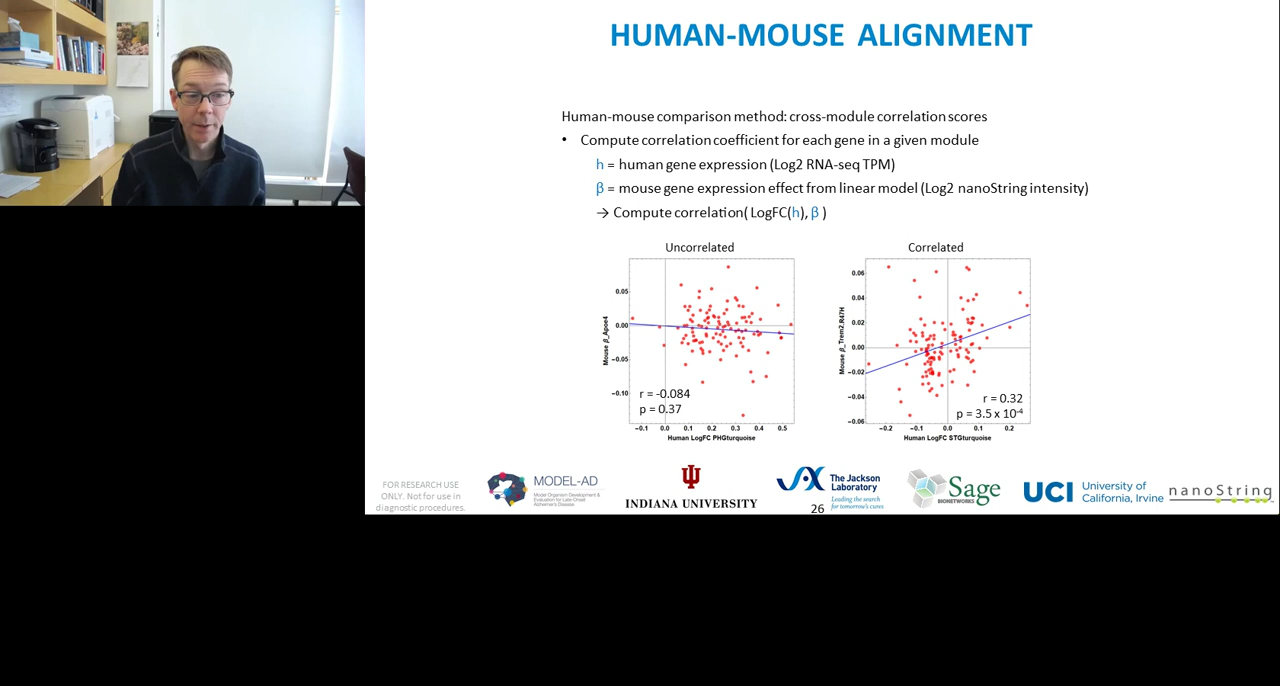 HUMAN-MOUSE ALIGNMENT
Human-mouse comparison method: cross-module correlation scores
• Compute correlation coefficient for each gene in a given module
h = human gene expression (Log2 RNA-seq TPM)
β = mouse gene expression effect from linear model (Log2 nanoString intensity)
→ Compute correlation( LogFC(h), β )
Uncorrelated
0.05
0.00
−0.05
−0.10
Mouse β_Apoe4
r = -0.084
p = 0.37
−0.1 0.0 0.1 0.2 0.3 0.4 0.5
Human LogFC PHGturquoise
Correlated
0.06
0.04
0.02
0.00
−0.02
−0.04
−0.06
Mouse β_Trem2.R47H
r = 0.32
p = 3.5 x 10⁻⁴
−0.2 −0.1 0.0 0.1 0.2
Human LogFC STGturquoise
FOR RESEARCH USE
ONLY. Not for use in
diagnostic procedures.
MODEL-AD
Model Organism Development &
Evaluation for Late-Onset
Alzheimer's Disease
INDIANA UNIVERSITY
The Jackson
Laboratory
Leading the search
for tomorrow's cures
26
Sage
BIONETWORKS
UCI University of
California, Irvine
nanoString